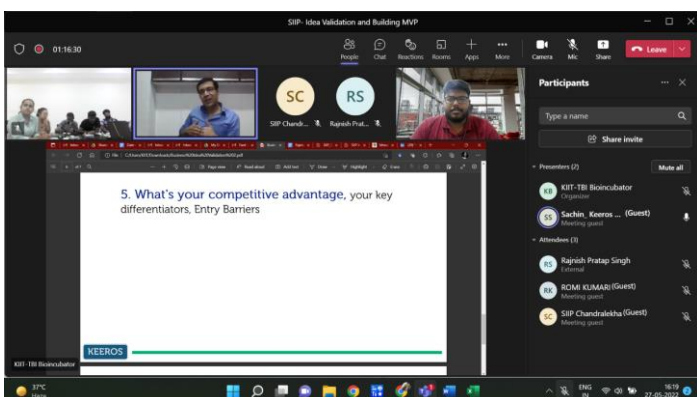 SIIP- Idea Validation and Building MVP
01:16:30
People
Chat
Reactions
Rooms
Apps
More
Camera
Mic
Share
Leave
SC
SIIP Chandr...
RS
Rajnish Prat...
5. What's your competitive advantage, your key
differentiators, Entry Barriers
KEEROS
KIIT-TBI Bioincubator
Participants
Type a name
Share invite
Presenters (2)
Mute all
KB
KIIT-TBI Bioincubator
Organizer
SS
Sachin_ Keeros ... (Guest)
Meeting guest
Attendees (3)
RS
Rajnish Pratap Singh
External
RK
ROMI KUMARI (Guest)
Meeting guest
SC
SIIP Chandralekha (Guest)
Meeting guest
37°C
Haze
ENG
IN
16:19
27-05-2022